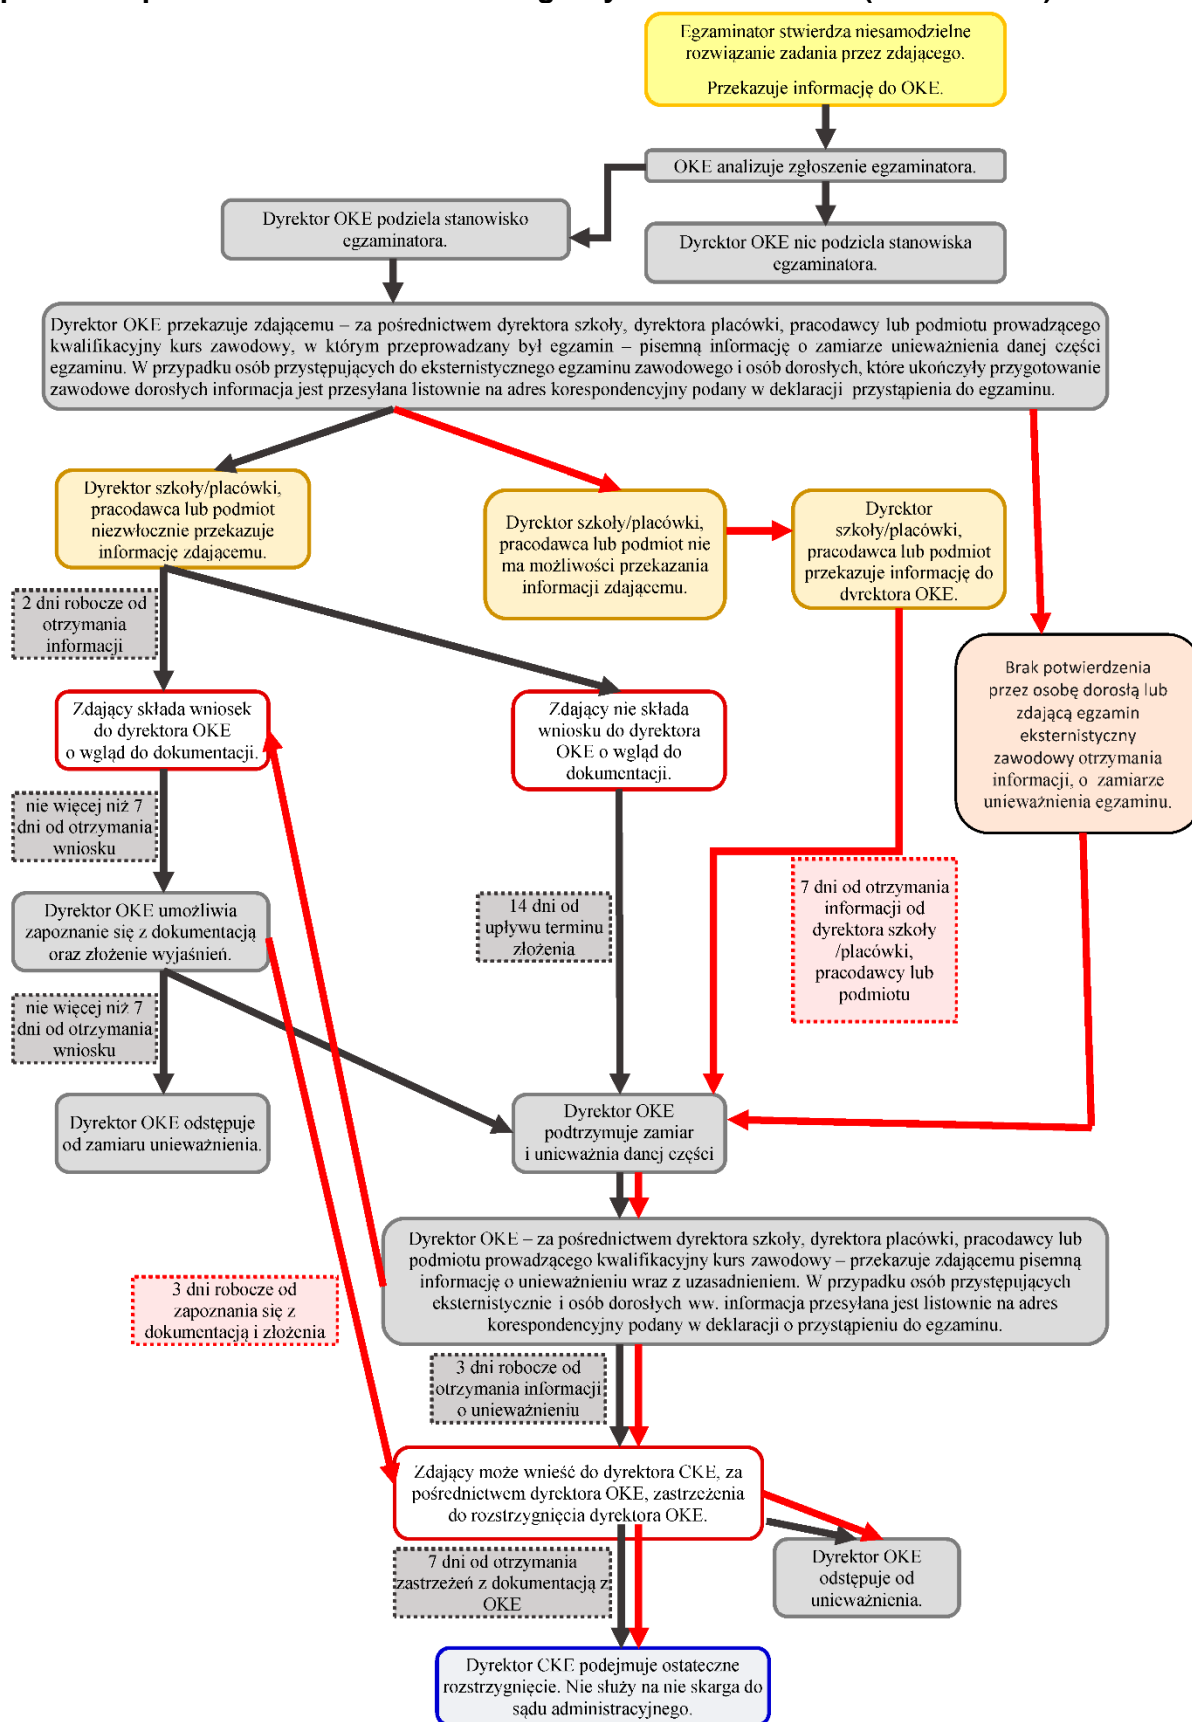 Egzaminator stwierdza niesamodzielne
rozwiązanie zadania przez zdającego.
Przekazuje informację do OKE.
OKE analizuje zgłoszenie egzaminatora.
Dyrektor OKE podziela stanowisko
egzaminatora.
Dyrektor OKE nie podziela stanowiska
egzaminatora.
Dyrektor OKE przekazuje zdającemu – za pośrednictwem dyrektora szkoły, dyrektora placówki, pracodawcy lub podmiotu prowadzącego
kwalifikacyjny kurs zawodowy, w którym przeprowadzany był egzamin – pisemną informację o zamiarze unieważnienia danej części
egzaminu. W przypadku osób przystępujących do eksternistycznego egzaminu zawodowego i osób dorosłych, które ukończyły przygotowanie
zawodowe dorosłych informacja jest przesyłana listownie na adres korespondencyjny podany w deklaracji przystąpienia do egzaminu.
Dyrektor szkoły/placówki,
pracodawca lub podmiot
niezwłocznie przekazuje
informację zdającemu.
Dyrektor szkoły/placówki,
pracodawca lub podmiot nie
ma możliwości przekazania
informacji zdającemu.
Dyrektor
szkoły/placówki,
pracodawca lub podmiot
przekazuje informację do
dyrektora OKE.
2 dni robocze od
otrzymania
informacji
Brak potwierdzenia
przez osobę dorosłą lub
zdającą egzamin
eksternistyczny
zawodowy otrzymania
informacji, o zamiarze
unieważnienia egzaminu.
Zdający składa wniosek
do dyrektora OKE
o wgląd do dokumentacji.
Zdający nie składa
wniosku do dyrektora
OKE o wgląd do
dokumentacji.
nie więcej niż 7
dni od otrzymania
wniosku
Dyrektor OKE umożliwia
zapoznanie się z dokumentacją
oraz złożenie wyjaśnień.
14 dni od
upływu terminu
złożenia
7 dni od otrzymania
informacji od
dyrektora szkoły
/placówki,
pracodawcy lub
podmiotu
nie więcej niż 7
dni od otrzymania
wniosku
Dyrektor OKE odstępuje
od zamiaru unieważnienia.
Dyrektor OKE
podtrzymuje zamiar
i unieważnia danej części
Dyrektor OKE – za pośrednictwem dyrektora szkoły, dyrektora placówki, pracodawcy lub
podmiotu prowadzącego kwalifikacyjny kurs zawodowy – przekazuje zdającemu pisemną
informację o unieważnieniu wraz z uzasadnieniem. W przypadku osób przystępujących
eksternistycznie i osób dorosłych ww. informacja przesyłana jest listownie na adres
korespondencyjny podany w deklaracji o przystąpieniu do egzaminu.
3 dni robocze od
zapoznania się z
dokumentacją i złożenia
3 dni robocze od
otrzymania informacji
o unieważnieniu
Zdający może wnieść do dyrektora CKE, za
pośrednictwem dyrektora OKE, zastrzeżenia
do rozstrzygnięcia dyrektora OKE.
7 dni od otrzymania
zastrzeżeń z dokumentacją z
OKE
Dyrektor OKE
odstępuje od
unieważnienia.
Dyrektor CKE podejmuje ostateczne
rozstrzygnięcie. Nie służy na nie skarga do
sądu administracyjnego.